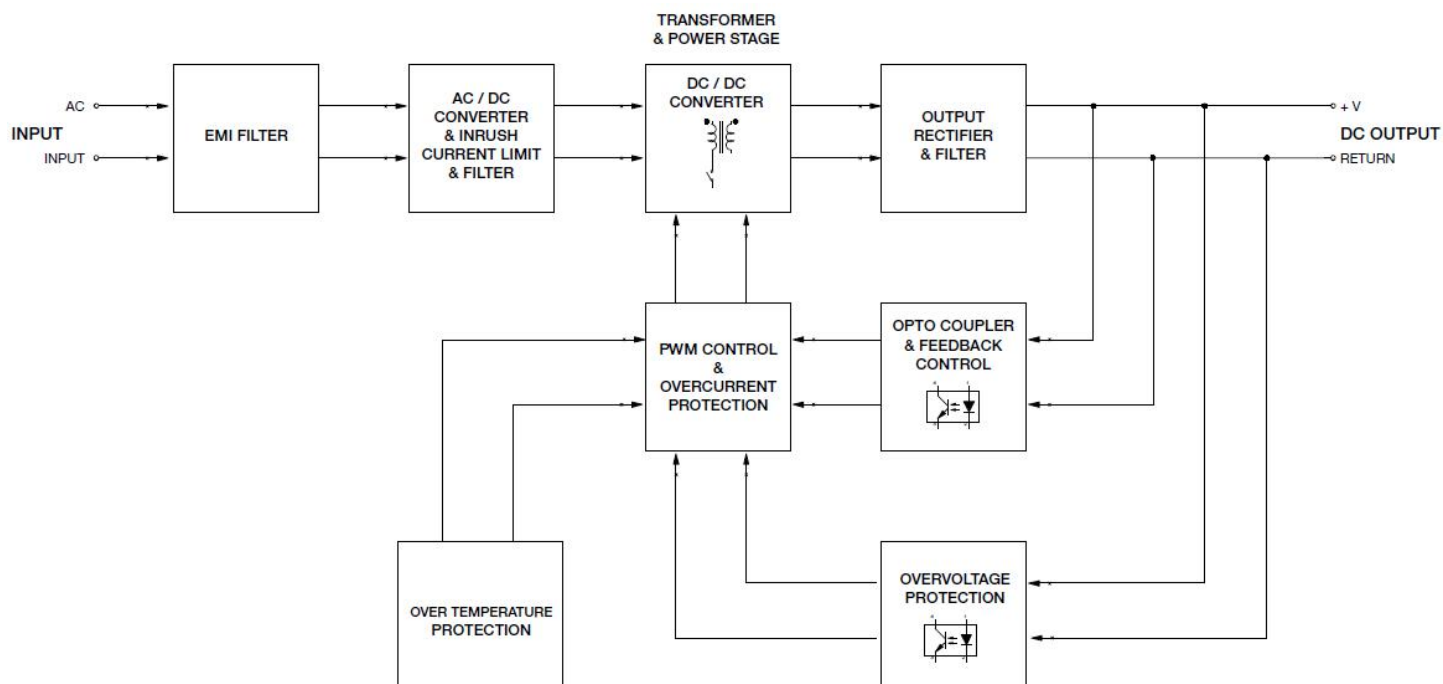 TRANSFORMER
& POWER STAGE
AC
INPUT
INPUT
EMI FILTER
AC / DC
CONVERTER
& INRUSH
CURRENT LIMIT
& FILTER
DC / DC
CONVERTER
OUTPUT
RECTIFIER
& FILTER
+ V
DC OUTPUT
RETURN
PWM CONTROL
&
OVERCURRENT
PROTECTION
OPTO COUPLER
& FEEDBACK
CONTROL
OVER TEMPERATURE
PROTECTION
OVERVOLTAGE
PROTECTION